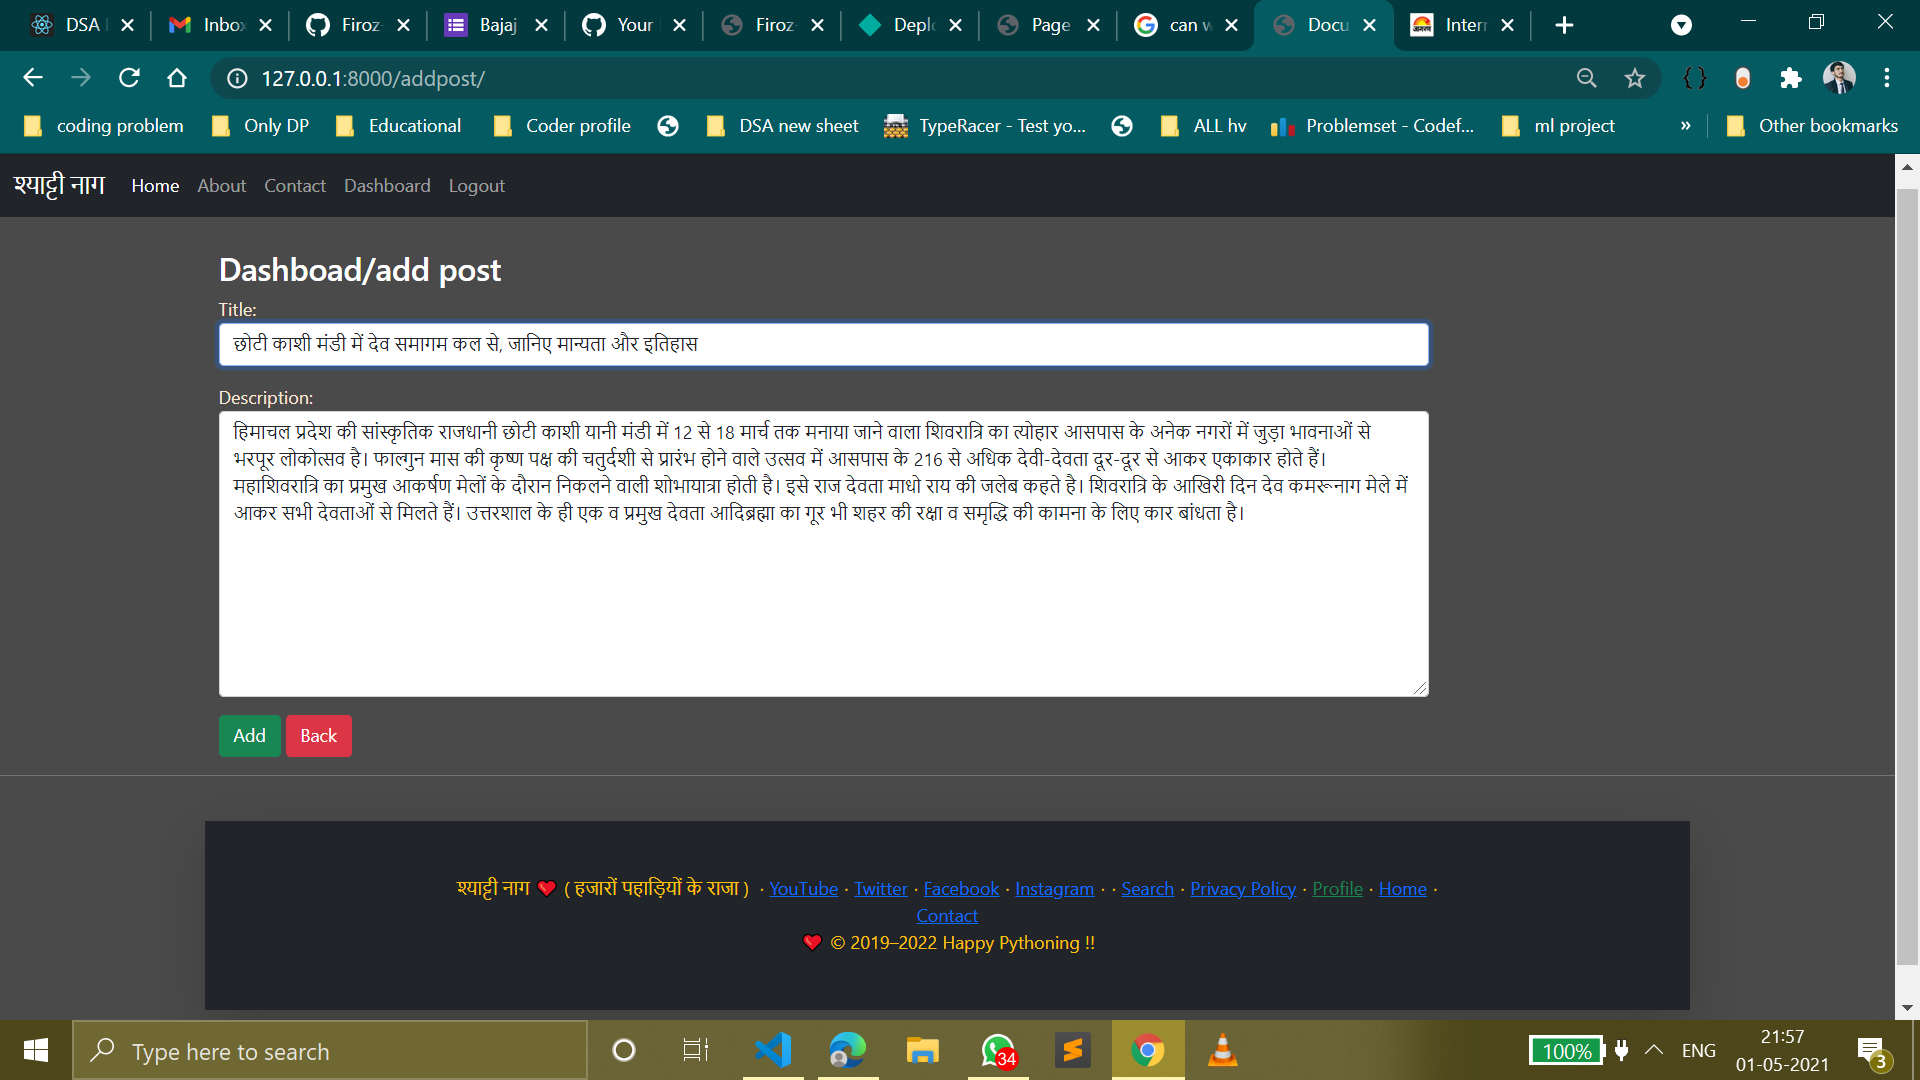 DSA
Inbo
Firoz-
Bajaj
Your
Firoz-
Deplo
Page
can w
Docu
Intern
127.0.0.1:8000/addpost/
coding problem
Only DP
Educational
Coder profile
DSA new sheet
TypeRacer - Test yo...
ALL hv
Problemset - Codef...
ml project
»
Other bookmarks
श्याट्टी नाग Home About Contact Dashboard Logout
Dashboad/add post
Title:
छोटी काशी मंडी में देव समागम कल से, जानिए मान्यता और इतिहास
Description:
हिमाचल प्रदेश की सांस्कृतिक राजधानी छोटी काशी यानी मंडी में 12 से 18 मार्च तक मनाया जाने वाला शिवरात्रि का त्योहार आसपास के अनेक नगरों में जुड़ा भावनाओं से
भरपूर लोकोत्सव है। फाल्गुन मास की कृष्ण पक्ष की चतुर्दशी से प्रारंभ होने वाले उत्सव में आसपास के 216 से अधिक देवी-देवता दूर-दूर से आकर एकाकार होते हैं।
महाशिवरात्रि का प्रमुख आकर्षण मेलों के दौरान निकलने वाली शोभायात्रा होती है। इसे राज देवता माधो राय की जलेब कहते है। शिवरात्रि के आखिरी दिन देव कमरूनाग मेले में
आकर सभी देवताओं से मिलते हैं। उत्तरशाल के ही एक व प्रमुख देवता आदिब्रह्मा का गूर भी शहर की रक्षा व समृद्धि की कामना के लिए कार बांधता है।
Add Back
श्याट्टी नाग ❤ ( हजारों पहाड़ियों के राजा ) · YouTube · Twitter · Facebook · Instagram · · Search · Privacy Policy · Profile · Home ·
Contact
❤ © 2019–2022 Happy Pythoning !!
Type here to search
34
100%
ENG
21:57
01-05-2021
3